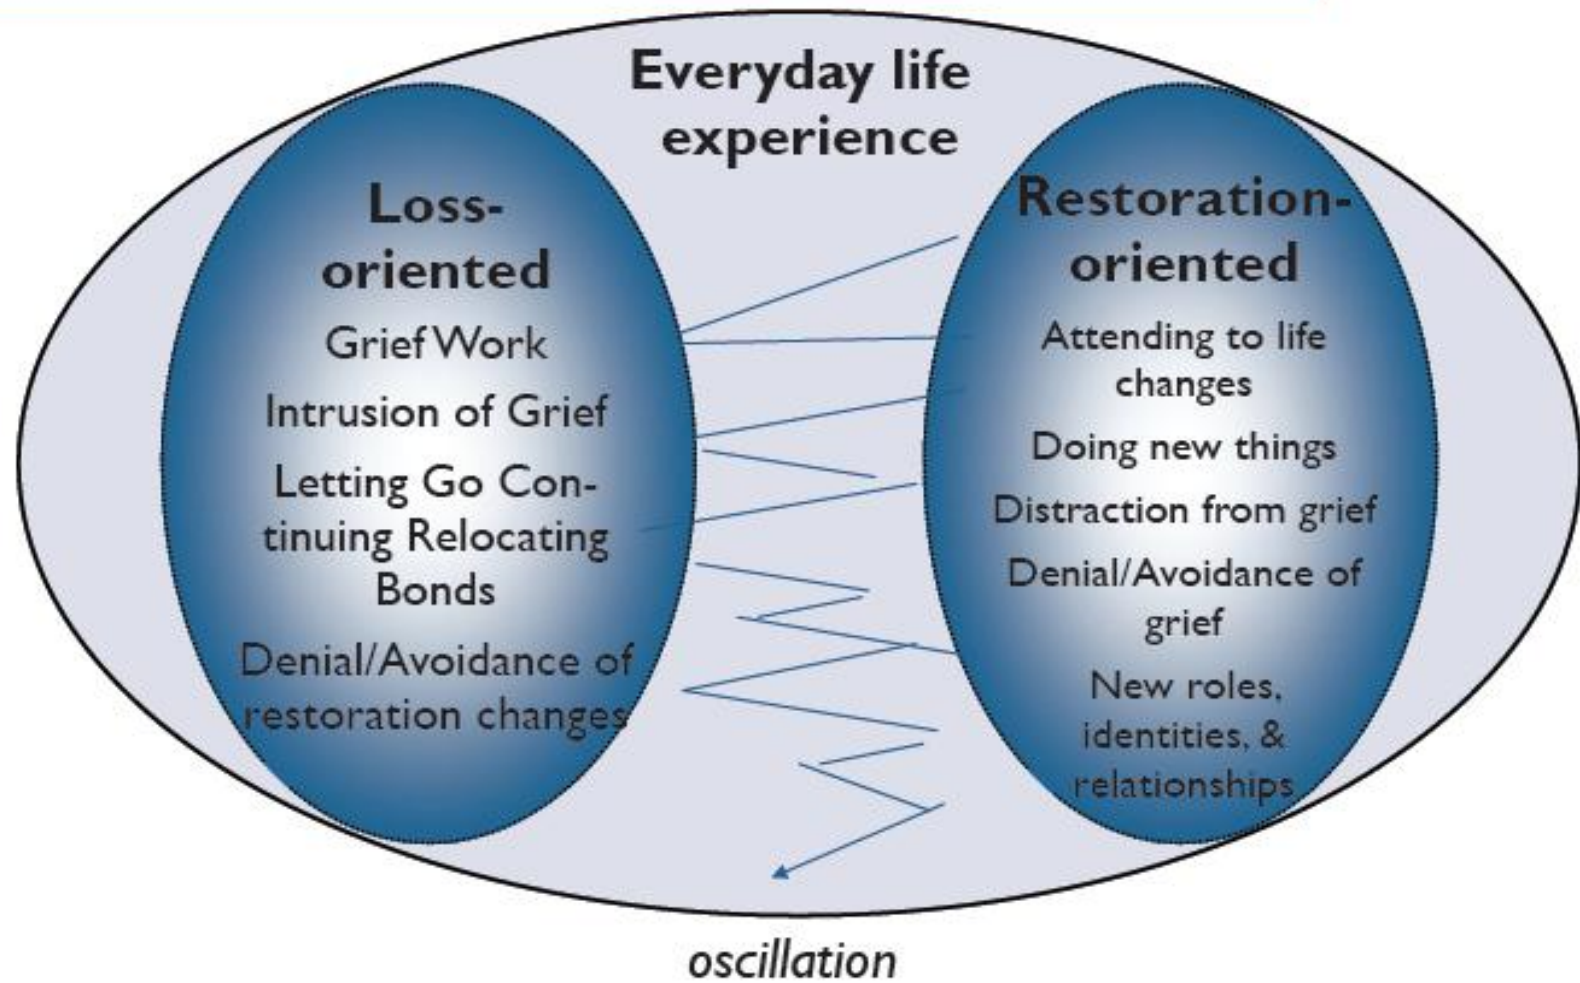 Everyday life
experience
Loss-
oriented
Grief Work
Intrusion of Grief
Letting Go Con-
tinuing Relocating
Bonds
Denial/Avoidance of
restoration changes
Restoration-
oriented
Attending to life
changes
Doing new things
Distraction from grief
Denial/Avoidance of
grief
New roles,
identities, &
relationships
oscillation